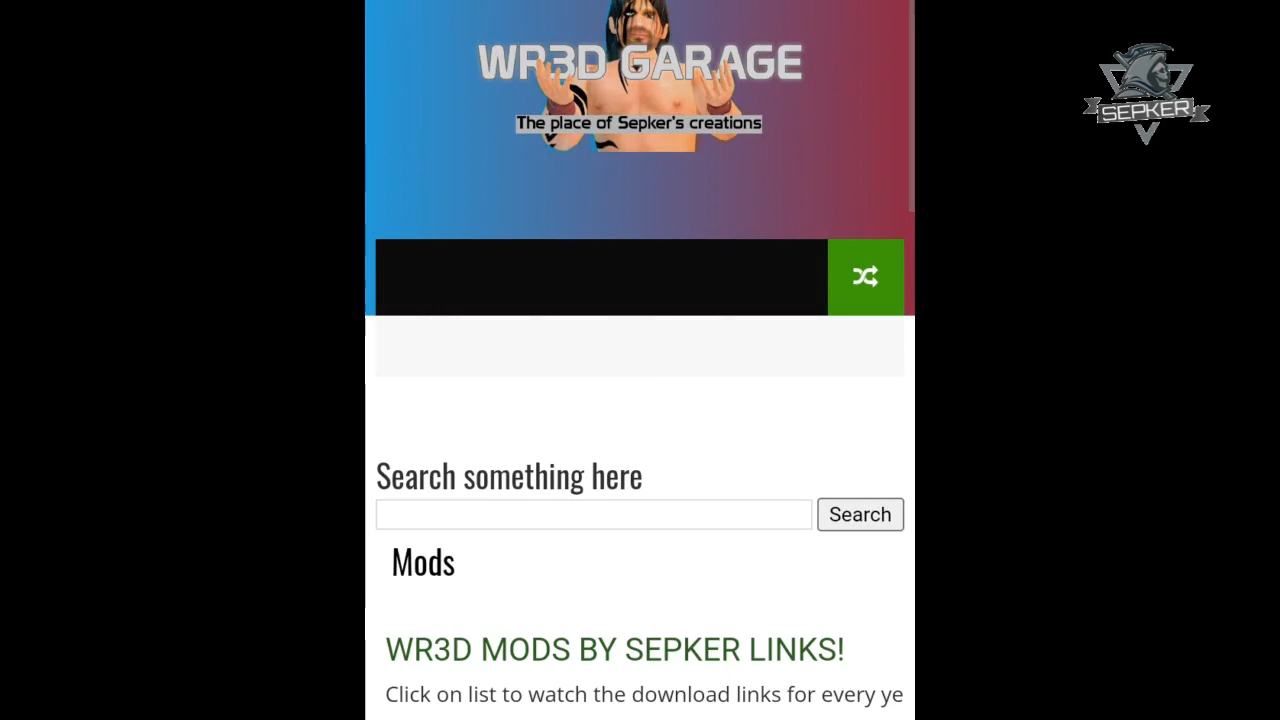 WR3D GARAGE
The place of Sepker's creations
SEPKER
Search something here
Search
Mods
WR3D MODS BY SEPKER LINKS!
Click on list to watch the download links for every ye